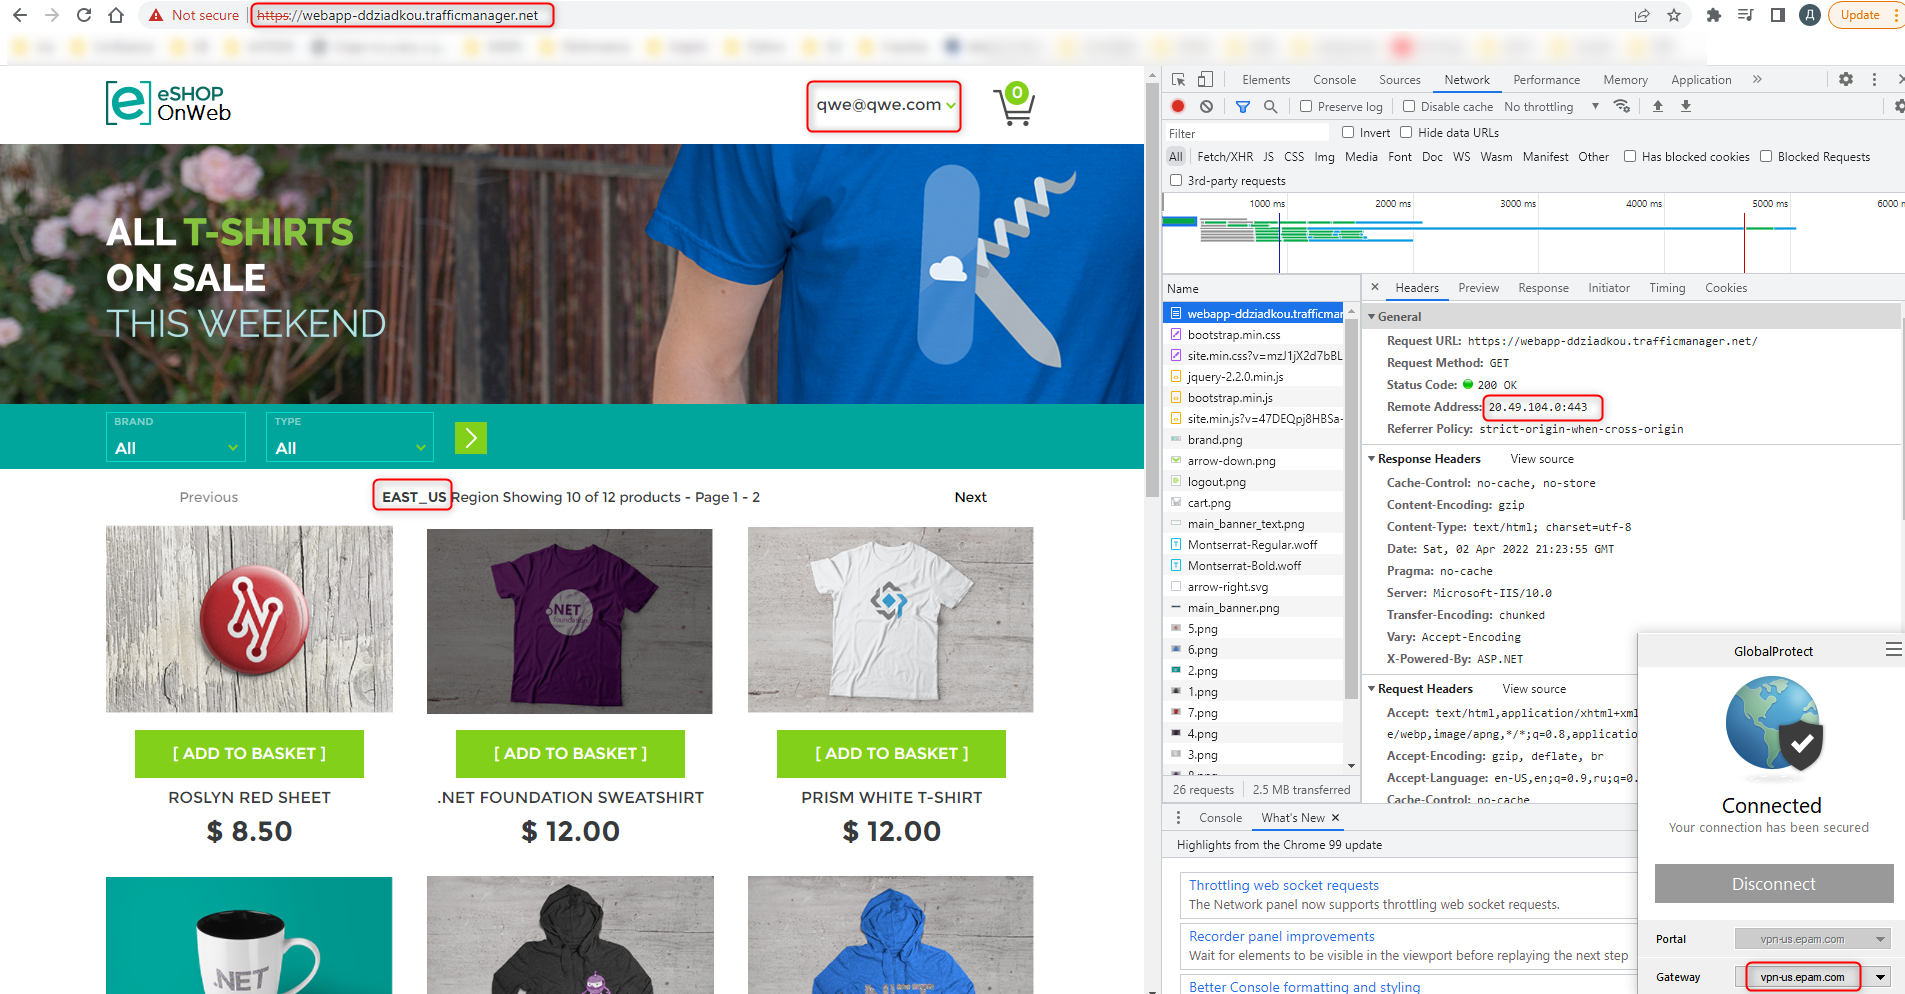 Not secure
https://webapp-ddziadkou.trafficmanager.net
Д
Update
eSHOP
OnWeb
qwe@qwe.com
0
ALL T-SHIRTS
ON SALE
THIS WEEKEND
BRAND
All
TYPE
All
Previous
EAST_US Region Showing 10 of 12 products - Page 1 - 2
Next
.NET
foundation
[ ADD TO BASKET ]
[ ADD TO BASKET ]
[ ADD TO BASKET ]
ROSLYN RED SHEET
.NET FOUNDATION SWEATSHIRT
PRISM WHITE T-SHIRT
$ 8.50
$ 12.00
$ 12.00
.NET
Elements Console Sources Network Performance Memory Application
Preserve log Disable cache No throttling
Filter
Invert Hide data URLs
All Fetch/XHR JS CSS Img Media Font Doc WS Wasm Manifest Other Has blocked cookies Blocked Requests
3rd-party requests
1000 ms 2000 ms 3000 ms 4000 ms 5000 ms 6000 m
Name
webapp-ddziadkou.trafficmar
bootstrap.min.css
site.min.css?v=mzJ1jX2d7bBL
jquery-2.2.0.min.js
bootstrap.min.js
site.min.js?v=47DEQpj8HBSa-
brand.png
arrow-down.png
logout.png
cart.png
main_banner_text.png
Montserrat-Regular.woff
Montserrat-Bold.woff
arrow-right.svg
main_banner.png
5.png
6.png
2.png
1.png
7.png
4.png
3.png
8.png
26 requests 2.5 MB transferred
Headers Preview Response Initiator Timing Cookies
General
Request URL: https://webapp-ddziadkou.trafficmanager.net/
Request Method: GET
Status Code: 200 OK
Remote Address: 20.49.104.0:443
Referrer Policy: strict-origin-when-cross-origin
Response Headers View source
Cache-Control: no-cache, no-store
Content-Encoding: gzip
Content-Type: text/html; charset=utf-8
Date: Sat, 02 Apr 2022 21:23:55 GMT
Pragma: no-cache
Server: Microsoft-IIS/10.0
Transfer-Encoding: chunked
Vary: Accept-Encoding
X-Powered-By: ASP.NET
Request Headers View source
Accept: text/html,application/xhtml+xml
e/webp,image/apng,*/*;q=0.8,application
Accept-Encoding: gzip, deflate, br
Accept-Language: en-US,en;q=0.9,ru;q=0.
Cache-Control: no-cache
Console What's New
Highlights from the Chrome 99 update
Throttling web socket requests
The Network panel now supports throttling web socket requests.
Recorder panel improvements
Wait for elements to be visible in the viewport before replaying the next step
Better Console formatting and styling
GlobalProtect
Connected
Your connection has been secured
Disconnect
Portal vpn-us.epam.com
Gateway vpn-us.epam.com